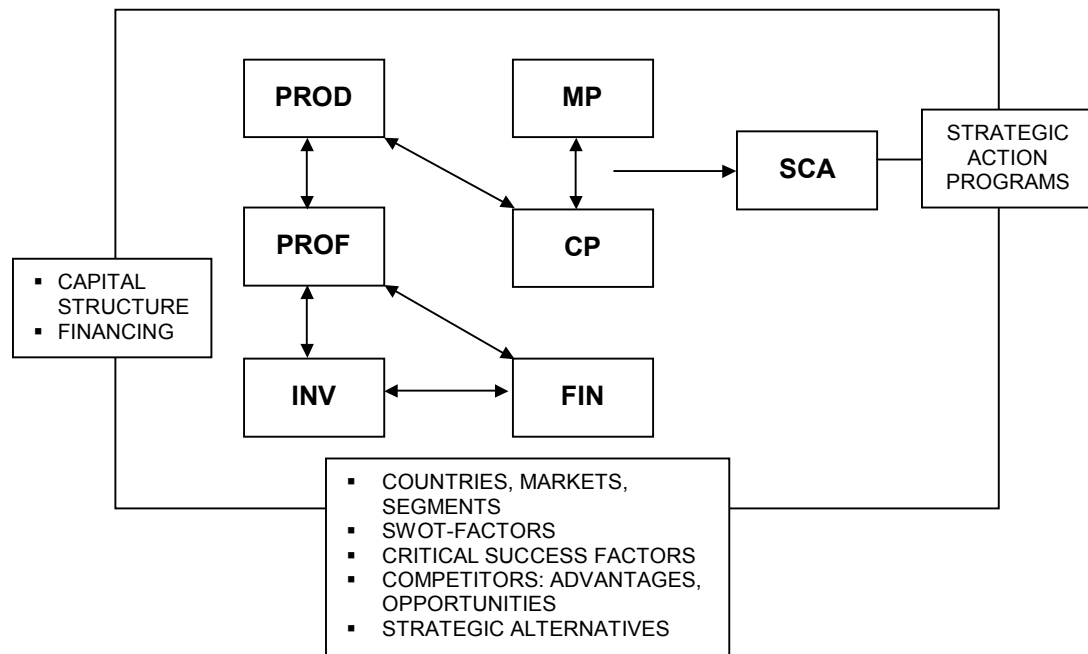 PROD
MP
STRATEGIC
ACTION
PROGRAMS
SCA
PROF
CP
▪ CAPITAL
STRUCTURE
▪ FINANCING
INV
FIN
▪ COUNTRIES, MARKETS,
SEGMENTS
▪ SWOT-FACTORS
▪ CRITICAL SUCCESS FACTORS
▪ COMPETITORS: ADVANTAGES,
OPPORTUNITIES
▪ STRATEGIC ALTERNATIVES